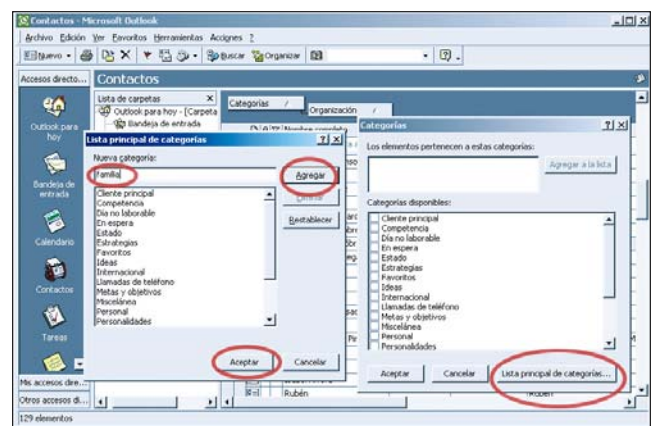 Contactos - Microsoft Outlook
Archivo Edición Ver Favoritos Herramientas Acciones ?
Nuevo Buscar Organizar
Accesos directo... Contactos
Outlook para hoy
Bandeja de entrada
Calendario
Contactos
Tareas
Mis accesos dire...
Otros accesos di...
129 elementos
Lista de carpetas X
Outlook para hoy - [Carpeta
Bandeja de entrada
Categorías / Organización /
Nombre completo
Lista principal de categorías
Nueva categoría:
familia
Agregar
Eliminar
Restablecer
Cliente principal
Competencia
Día no laborable
En espera
Estado
Estrategias
Favoritos
Ideas
Internacional
Llamadas de teléfono
Metas y objetivos
Miscelánea
Personal
Personalidades
Aceptar Cancelar
Categorías
Los elementos pertenecen a estas categorías:
Agregar a la lista
Categorías disponibles:
Cliente principal
Competencia
Día no laborable
En espera
Estado
Estrategias
Favoritos
Ideas
Internacional
Llamadas de teléfono
Metas y objetivos
Miscelánea
Personal
Personalidades
Aceptar Cancelar Lista principal de categorías...
Rubén Rubén